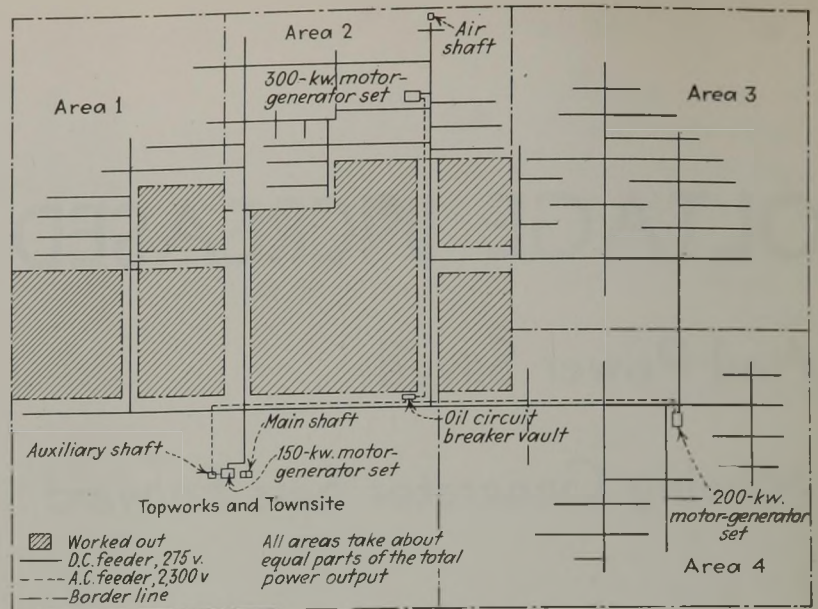 Area 2
Air
shaft
300-kw. motor-
generator set
Area 1
Area 3
Main shaft
Oil circuit
breaker vault
Auxiliary shaft
150-kw. motor-
generator set
Topworks and Townsite
200-kw.
motor-generator
set
Area 4
Worked out
D.C. feeder, 275 v.
A.C. feeder, 2,300 v
Border line
All areas take about
equal parts of the total
power output